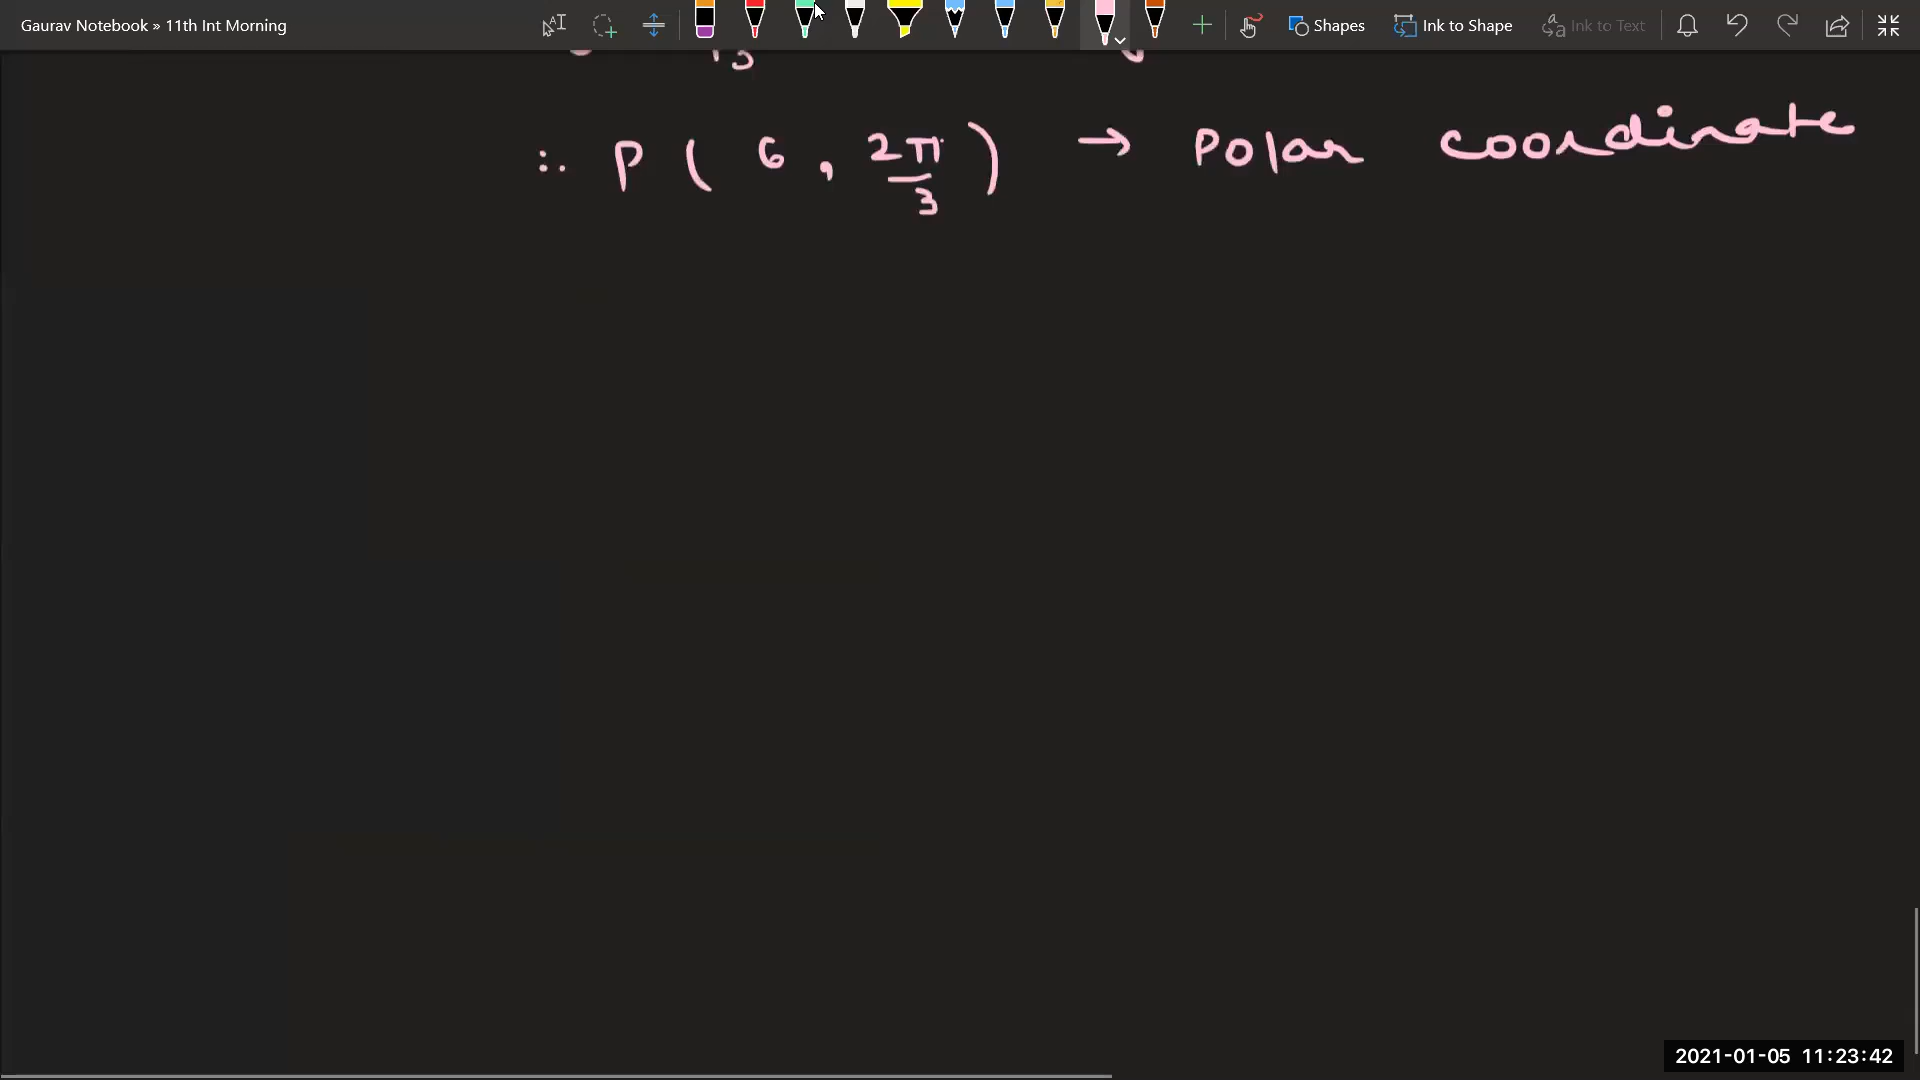 Gaurav Notebook » 11th Int Morning
Shapes
Ink to Shape
Ink to Text
∴ P ( 6 , 2π/3 ) → Polar coordinate
2021-01-05 11:23:42